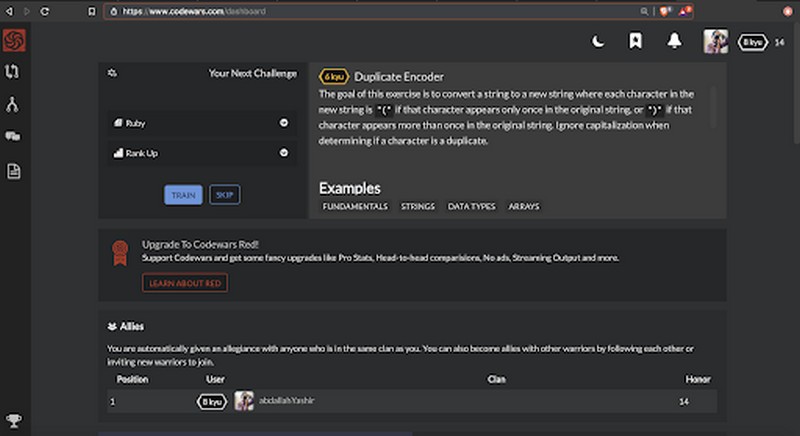 https://www.codewars.com/dashboard
8 kyu 14
Your Next Challenge
Ruby
Rank Up
TRAIN SKIP
6 kyu Duplicate Encoder
The goal of this exercise is to convert a string to a new string where each character in the
new string is "(" if that character appears only once in the original string, or ")" if that
character appears more than once in the original string. Ignore capitalization when
determining if a character is a duplicate.
Examples
FUNDAMENTALS STRINGS DATA TYPES ARRAYS
Upgrade To Codewars Red!
Support Codewars and get some fancy upgrades like Pro Stats, Head-to-head comparisions, No ads, Streaming Output and more.
LEARN ABOUT RED
Allies
You are automatically given an allegiance with anyone who is in the same clan as you. You can also become allies with other warriors by following each other or
inviting new warriors to join.
Position User Clan Honor
1 8 kyu abdallahYashir 14